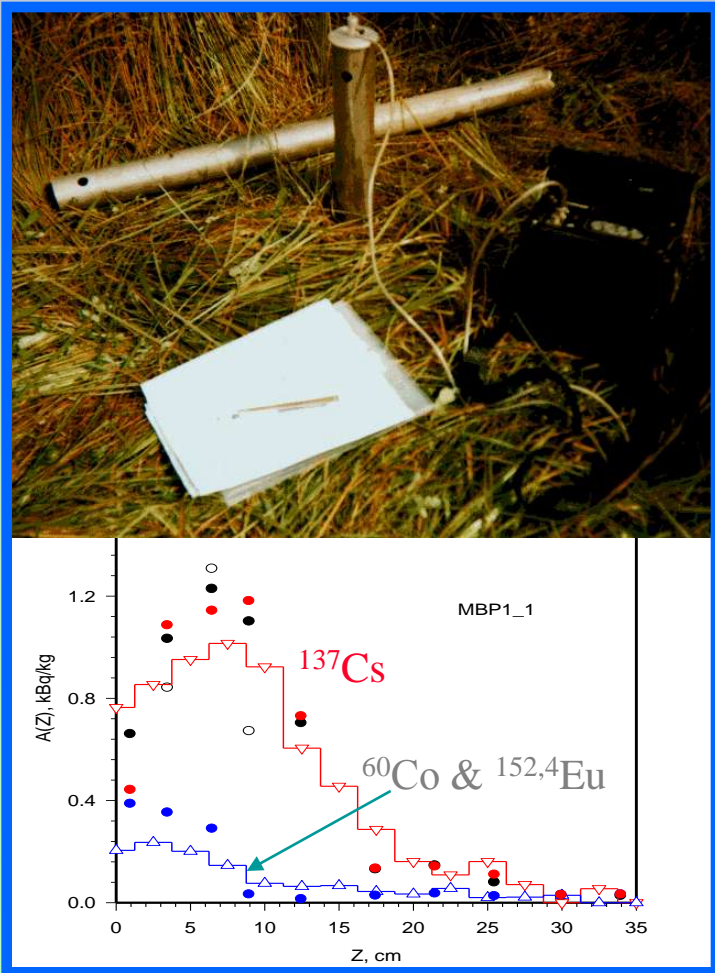 1.2
MBP1_1
¹³⁷Cs
0.8
A(Z), kBq/kg
⁶⁰Co & ¹⁵²,⁴Eu
0.4
0.0
0 5 10 15 20 25 30 35
Z, cm